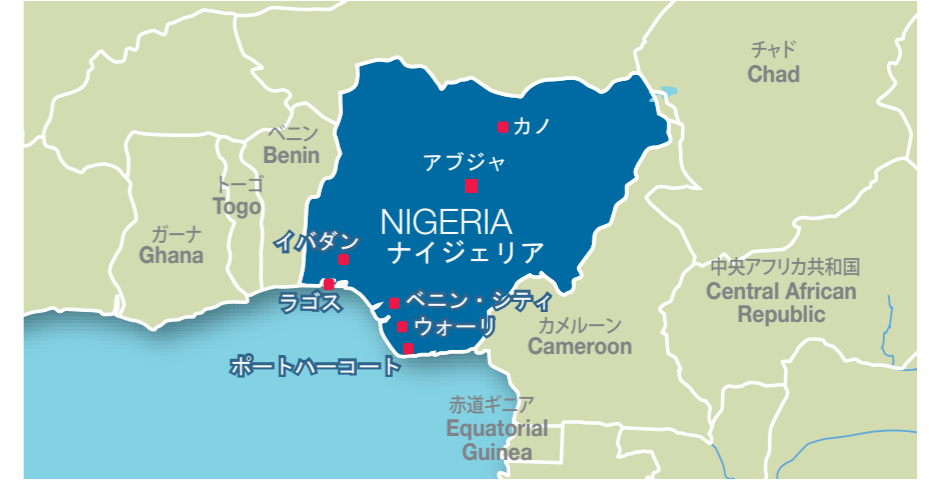 チャド
Chad
カノ
ベニン
Benin
アブジャ
トーゴ
Togo
NIGERIA
ナイジェリア
ガーナ
Ghana
イバダン
中央アフリカ共和国
Central African
Republic
ラゴス
ベニン・シティ
ウォーリ
カメルーン
Cameroon
ポートハーコート
赤道ギニア
Equatorial
Guinea